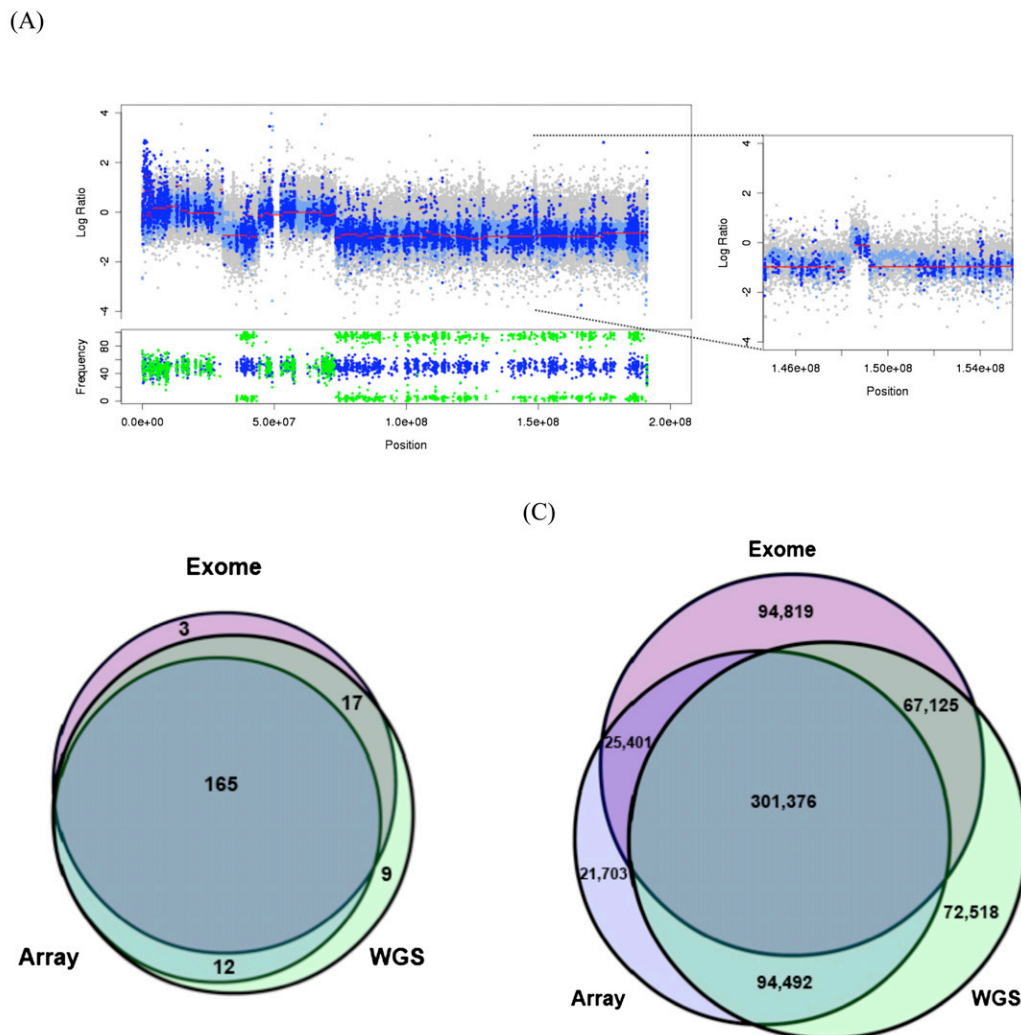 (A)
4
2
0
-2
-4
Log Ratio
80
40
0
Frequency
0.0e+00 5.0e+07 1.0e+08 1.5e+08 2.0e+08
Position
4
2
0
-2
-4
Log Ratio
1.46e+08 1.50e+08 1.54e+08
Position
Exome
3
17
165
9
12
Array
WGS
(C)
Exome
94,819
67,125
25,401
301,376
21,703
72,518
94,492
Array
WGS